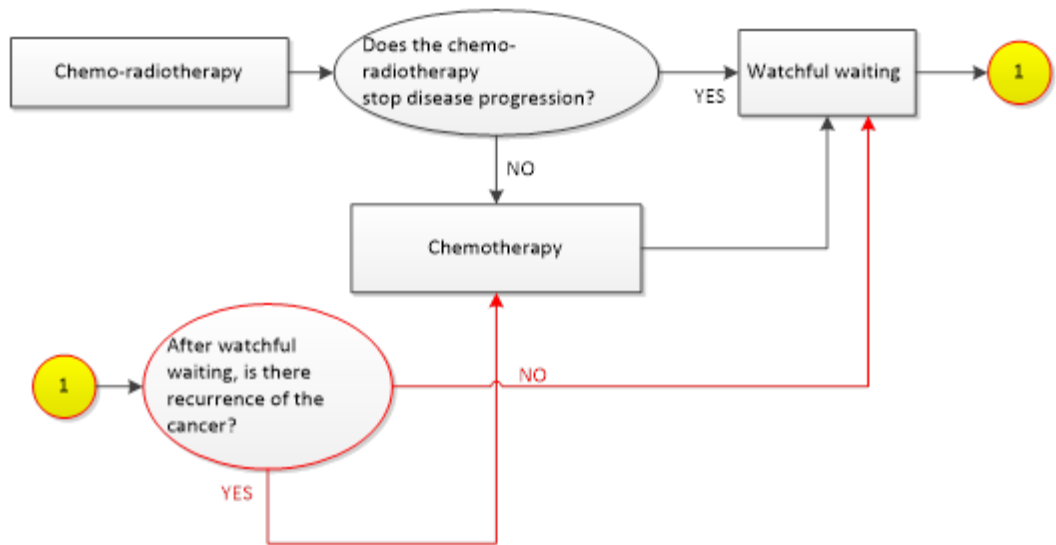 Chemo-radiotherapy
Does the chemo-
radiotherapy
stop disease progression?
YES
Watchful waiting
1
NO
Chemotherapy
1
After watchful
waiting, is there
recurrence of the
cancer?
NO
YES